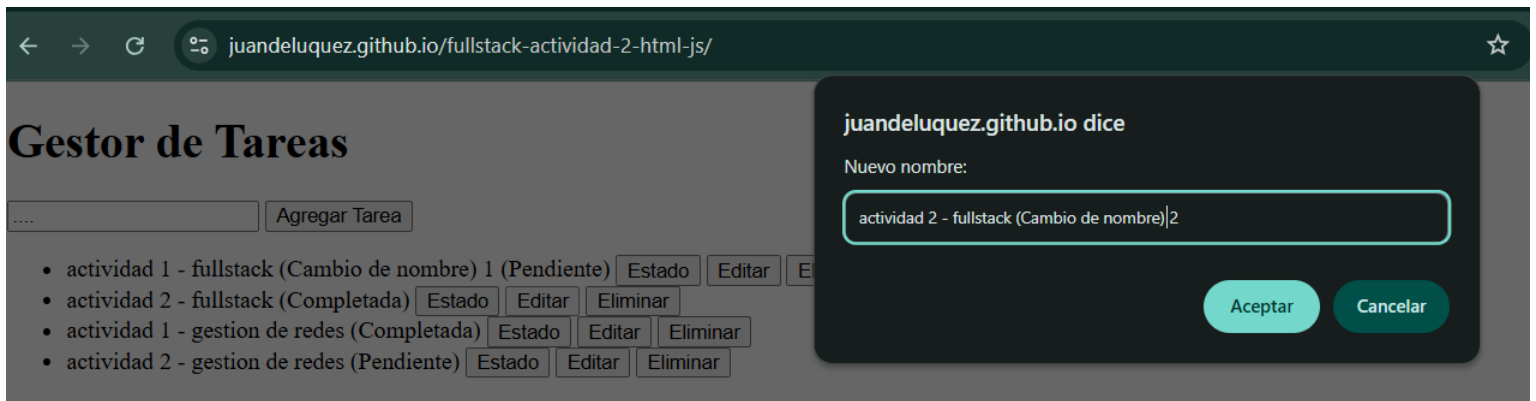 juandeluquez.github.io/fullstack-actividad-2-html-js/
Gestor de Tareas
.... Agregar Tarea
actividad 1 - fullstack (Cambio de nombre) 1 (Pendiente) Estado Editar
actividad 2 - fullstack (Completada) Estado Editar Eliminar
actividad 1 - gestion de redes (Completada) Estado Editar Eliminar
actividad 2 - gestion de redes (Pendiente) Estado Editar Eliminar
juandeluquez.github.io dice
Nuevo nombre:
actividad 2 - fullstack (Cambio de nombre) 2
Aceptar Cancelar